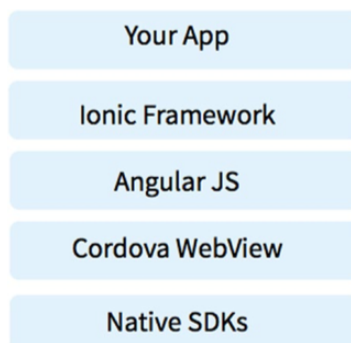 Your App
Ionic Framework
Angular JS
Cordova WebView
Native SDKs